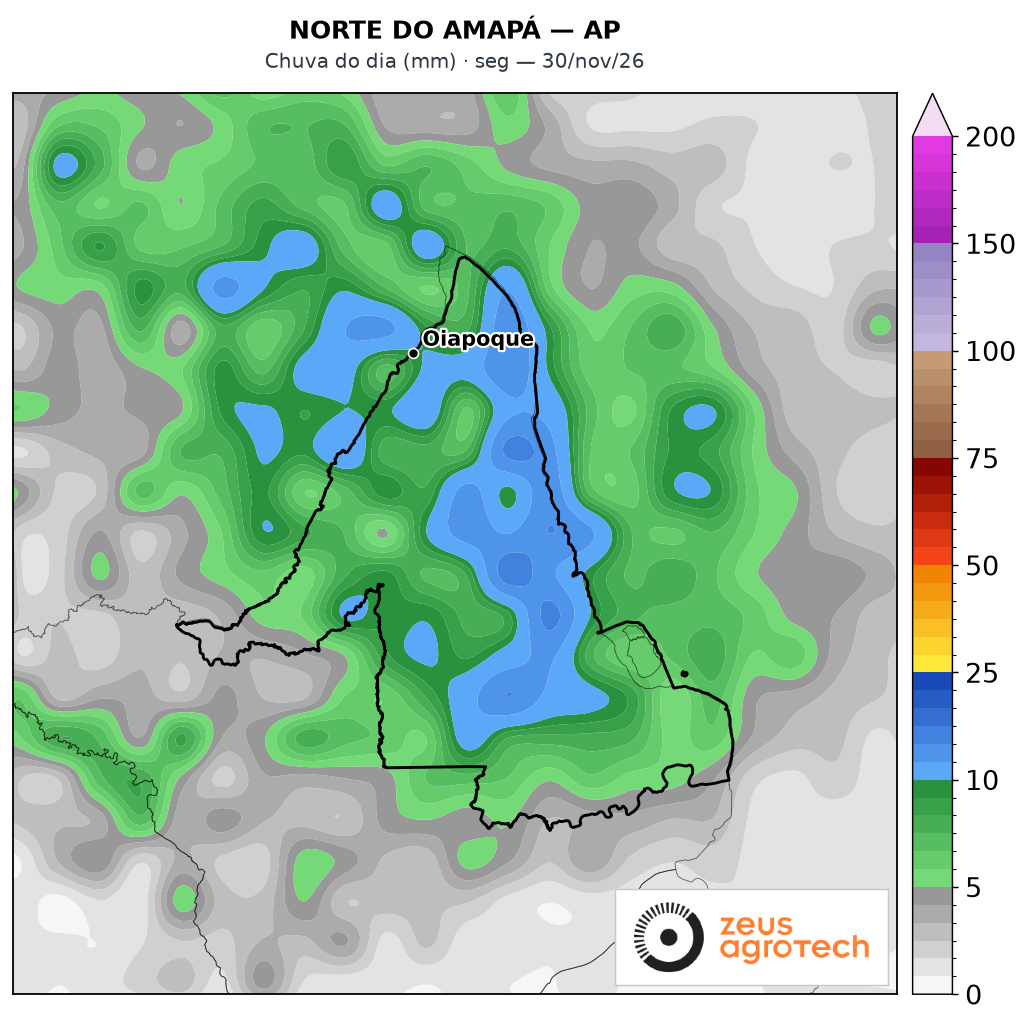 NORTE DO AMAPÁ — AP
Chuva do dia (mm) · seg — 30/nov/26
200
150
100
75
50
25
10
5
0
Oiapoque
zeus
agrotech